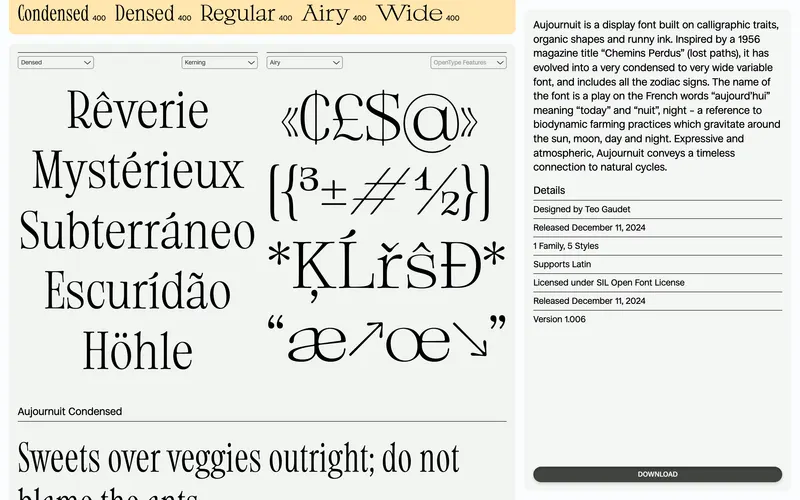 Condensed 400 Densed 400 Regular 400 Airy 400 Wide 400
Densed
Kerning
Airy
OpenType Features
Rêverie
Mystérieux
Subterráneo
Escurídão
Höhle
«₵£$@»
[{³±#½}]
*ĶĹřŝĐ*
“æ↗œ↘”
Aujournuit Condensed
Sweets over veggies outright; do not
blame the ants
Aujournuit is a display font built on calligraphic traits,
organic shapes and runny ink. Inspired by a 1956
magazine title “Chemins Perdus” (lost paths), it has
evolved into a very condensed to very wide variable
font, and includes all the zodiac signs. The name of
the font is a play on the French words “aujourd’hui”
meaning “today” and “nuit”, night – a reference to
biodynamic farming practices which gravitate around
the sun, moon, day and night. Expressive and
atmospheric, Aujournuit conveys a timeless
connection to natural cycles.
Details
Designed by Teo Gaudet
Released December 11, 2024
1 Family, 5 Styles
Supports Latin
Licensed under SIL Open Font License
Released December 11, 2024
Version 1.006
DOWNLOAD